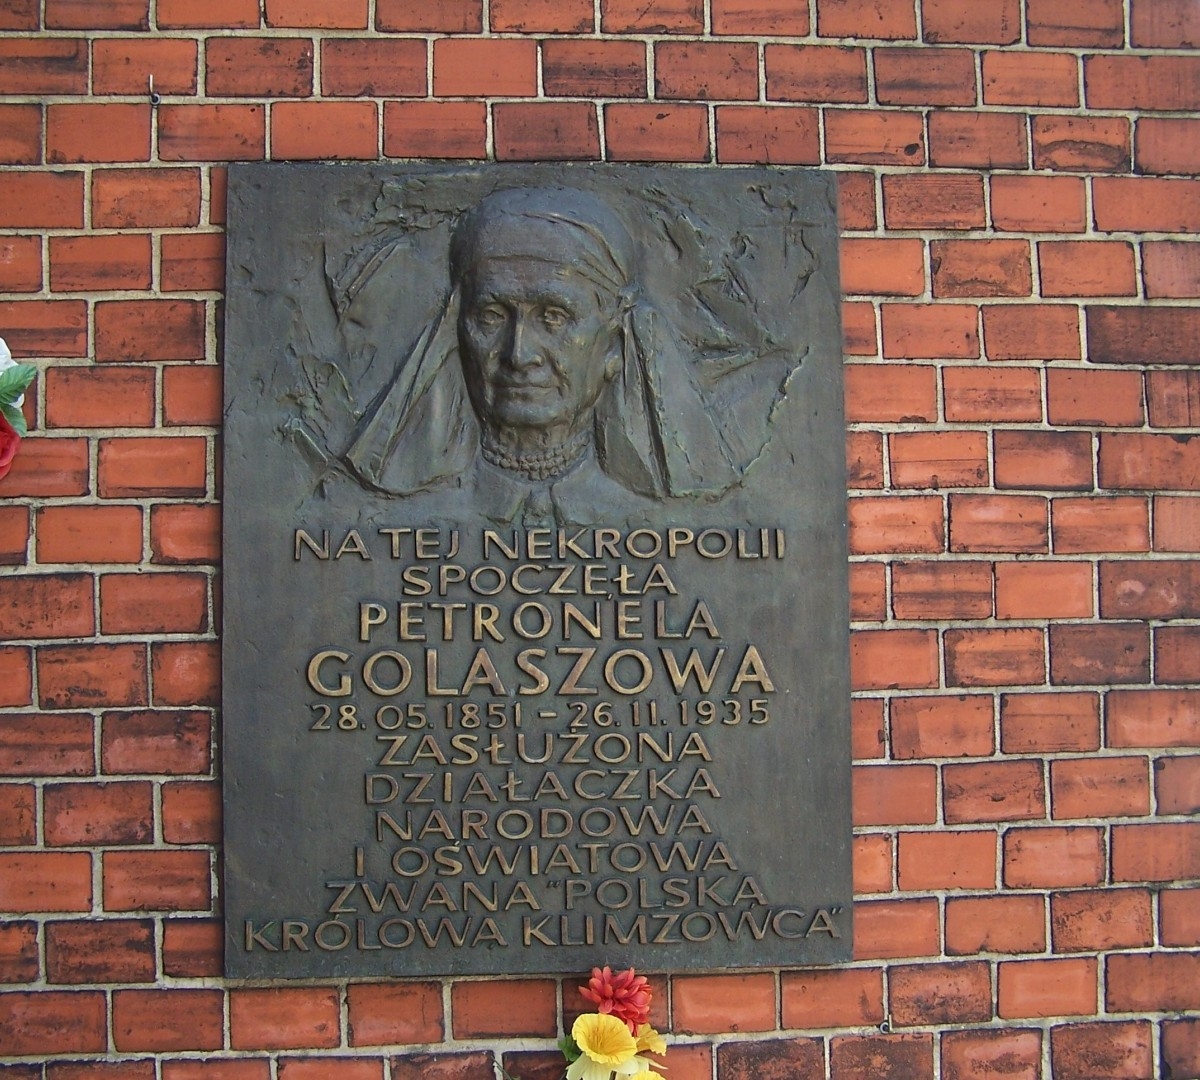 NA TEJ NEKROPOLII
SPOCZĘŁA
PETRONELA
GOLASZOWA
28.05.1851-26.11.1935
ZASŁUŻONA
DZIAŁACZKA
NARODOWA
I OŚWIATOWA
ZWANA "POLSKA
KRÓLOWA KLIMZOWCA"